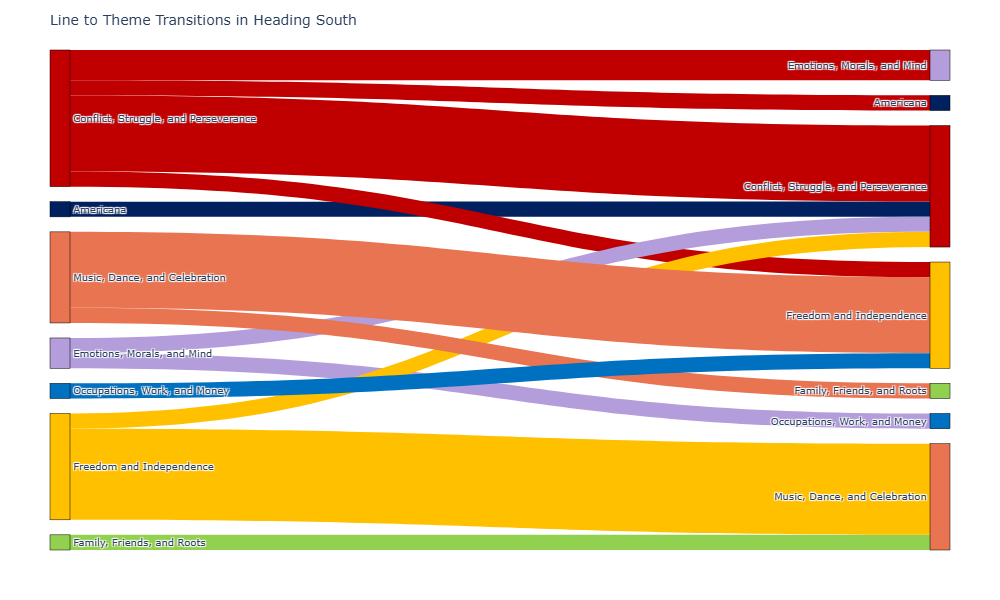 Line to Theme Transitions in Heading South
Conflict, Struggle, and Perseverance
Americana
Music, Dance, and Celebration
Emotions, Morals, and Mind
Occupations, Work, and Money
Freedom and Independence
Family, Friends, and Roots
Emotions, Morals, and Mind
Americana
Conflict, Struggle, and Perseverance
Freedom and Independence
Family, Friends, and Roots
Occupations, Work, and Money
Music, Dance, and Celebration